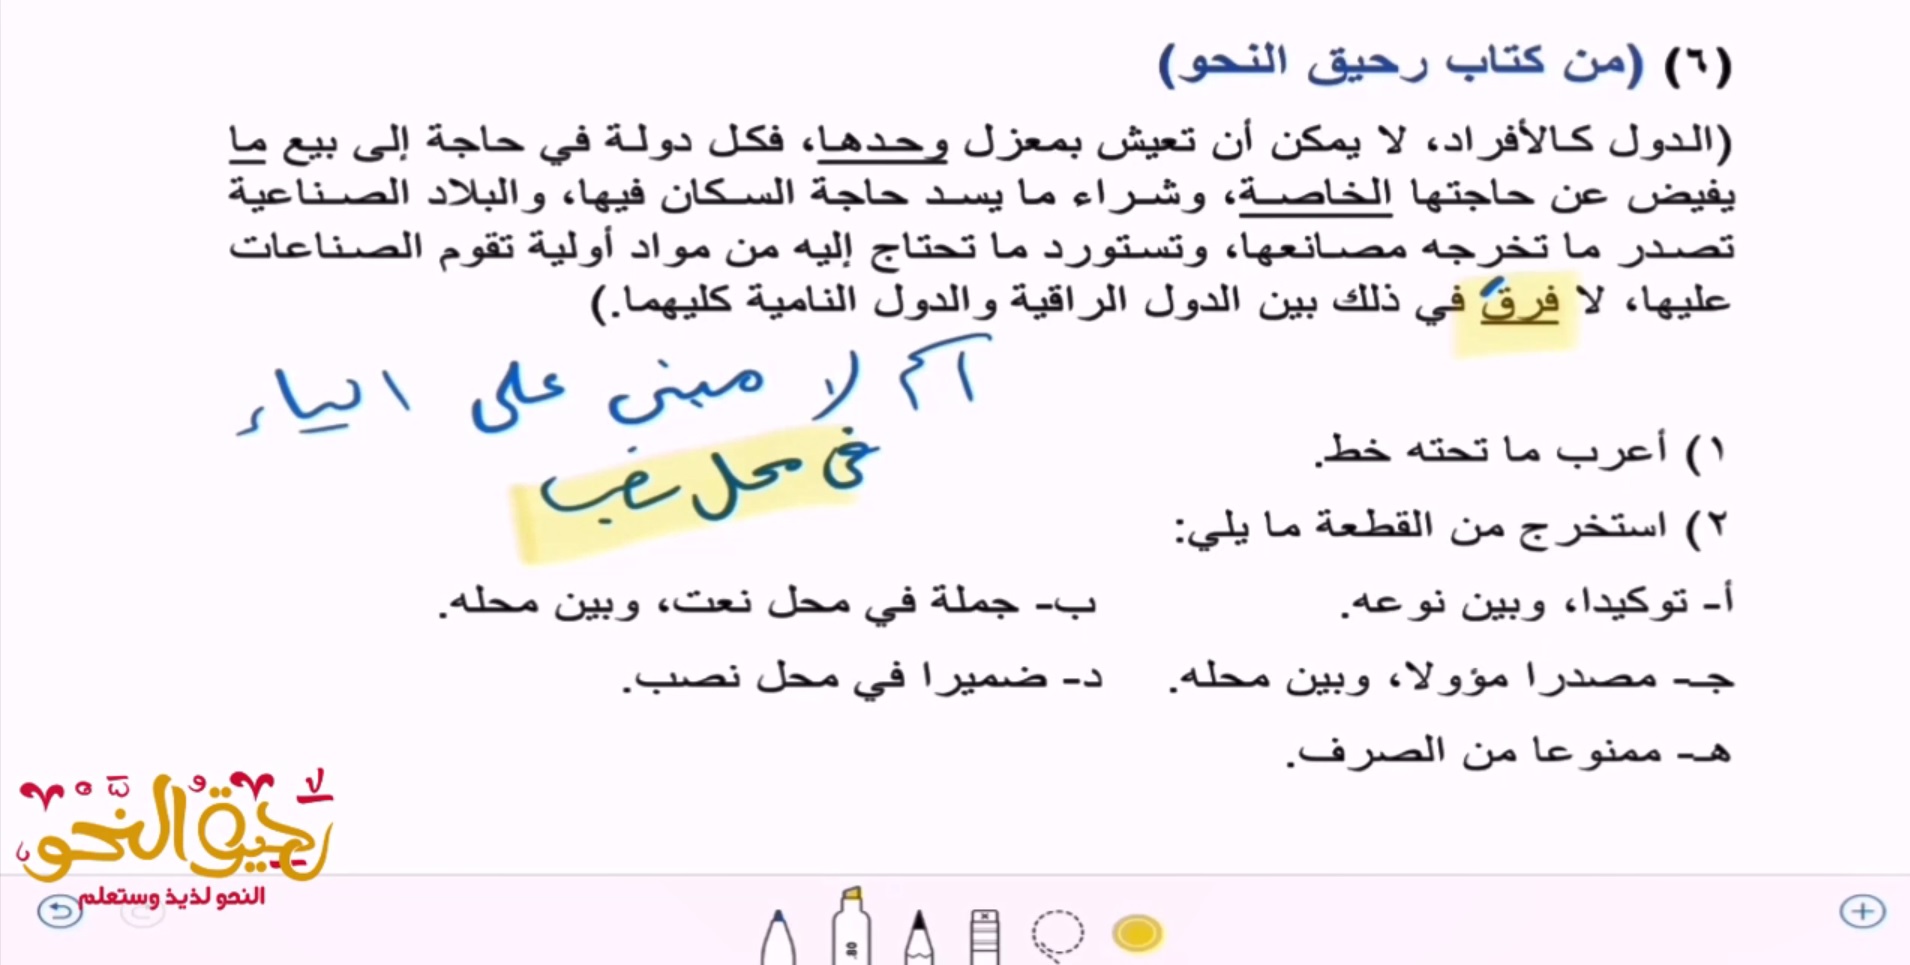 (٦) (من كتاب رحيق النحو)
(الدول كالأفراد، لا يمكن أن تعيش بمعزل وحدها، فكل دولة في حاجة إلى بيع ما
يفيض عن حاجتها الخاصة، وشراء ما يسد حاجة السكان فيها، والبلاد الصناعية
تصدر ما تخرجه مصانعها، وتستورد ما تحتاج إليه من مواد أولية تقوم الصناعات
عليها، لا فرقَ في ذلك بين الدول الراقية والدول النامية كليهما.)
اسم لا مبنى على الياء
فى محل نصب
١) أعرب ما تحته خط.
٢) استخرج من القطعة ما يلي:
أ- توكيدا، وبين نوعه. ب- جملة في محل نعت، وبين محله.
جـ- مصدرا مؤولا، وبين محله. د- ضميرا في محل نصب.
هـ- ممنوعا من الصرف.
رحيق النحو
النحو لذيذ وستعلم
80.